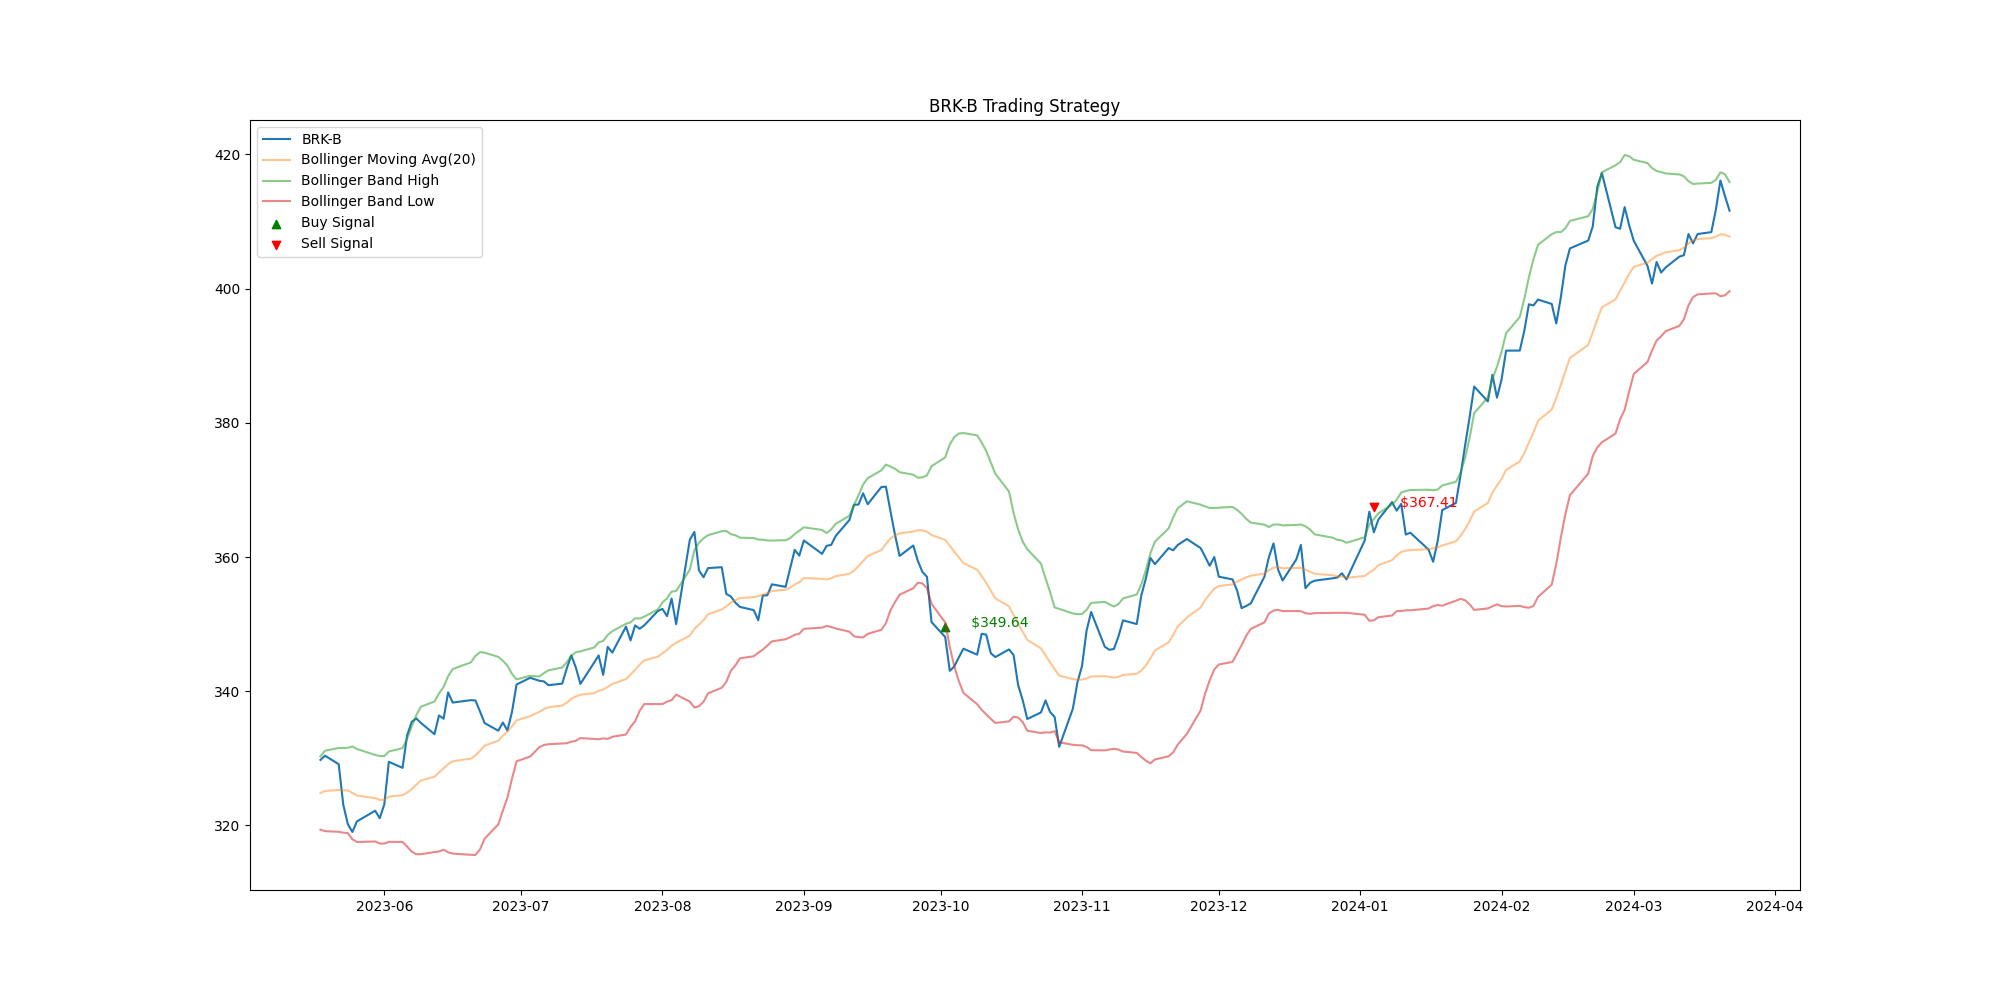 BRK-B Trading Strategy
BRK-B
Bollinger Moving Avg(20)
Bollinger Band High
Bollinger Band Low
Buy Signal
Sell Signal
420
400
380
360
340
320
$367.41
$349.64
2023-06 2023-07 2023-08 2023-09 2023-10 2023-11 2023-12 2024-01 2024-02 2024-03 2024-04